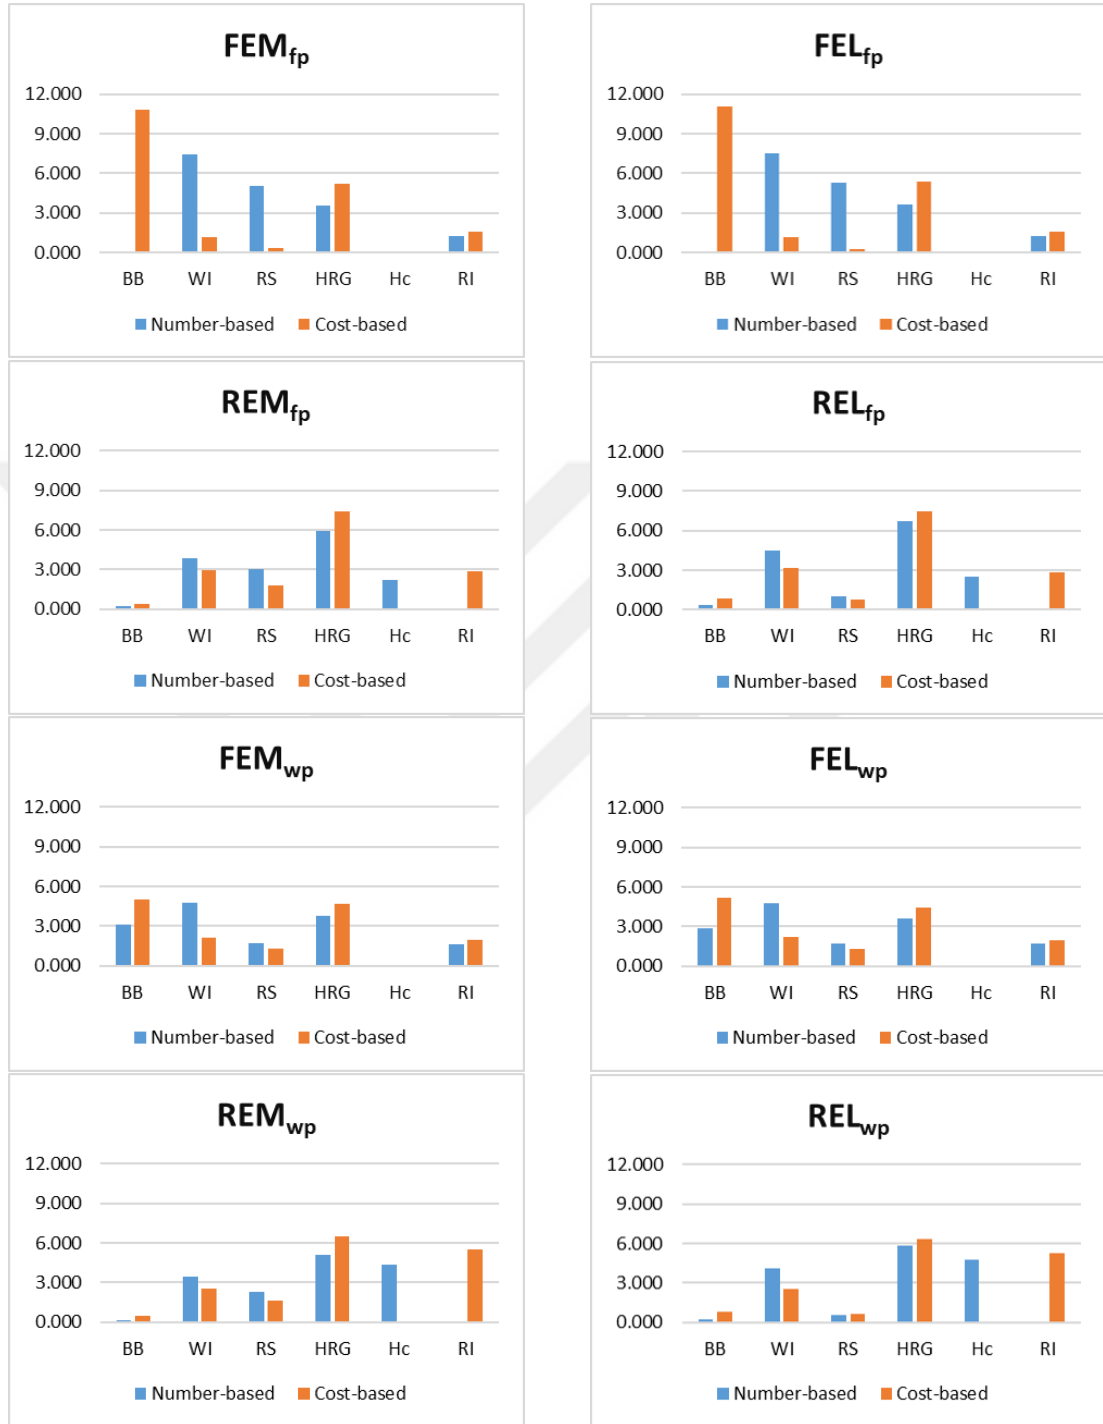 FEMfp
12.000
9.000
6.000
3.000
0.000
BB WI RS HRG Hc RI
Number-based Cost-based
FELfp
12.000
9.000
6.000
3.000
0.000
BB WI RS HRG Hc RI
Number-based Cost-based
REMfp
12.000
9.000
6.000
3.000
0.000
BB WI RS HRG Hc RI
Number-based Cost-based
RELfp
12.000
9.000
6.000
3.000
0.000
BB WI RS HRG Hc RI
Number-based Cost-based
FEMwp
12.000
9.000
6.000
3.000
0.000
BB WI RS HRG Hc RI
Number-based Cost-based
FELwp
12.000
9.000
6.000
3.000
0.000
BB WI RS HRG Hc RI
Number-based Cost-based
REMwp
12.000
9.000
6.000
3.000
0.000
BB WI RS HRG Hc RI
Number-based Cost-based
RELwp
12.000
9.000
6.000
3.000
0.000
BB WI RS HRG Hc RI
Number-based Cost-based